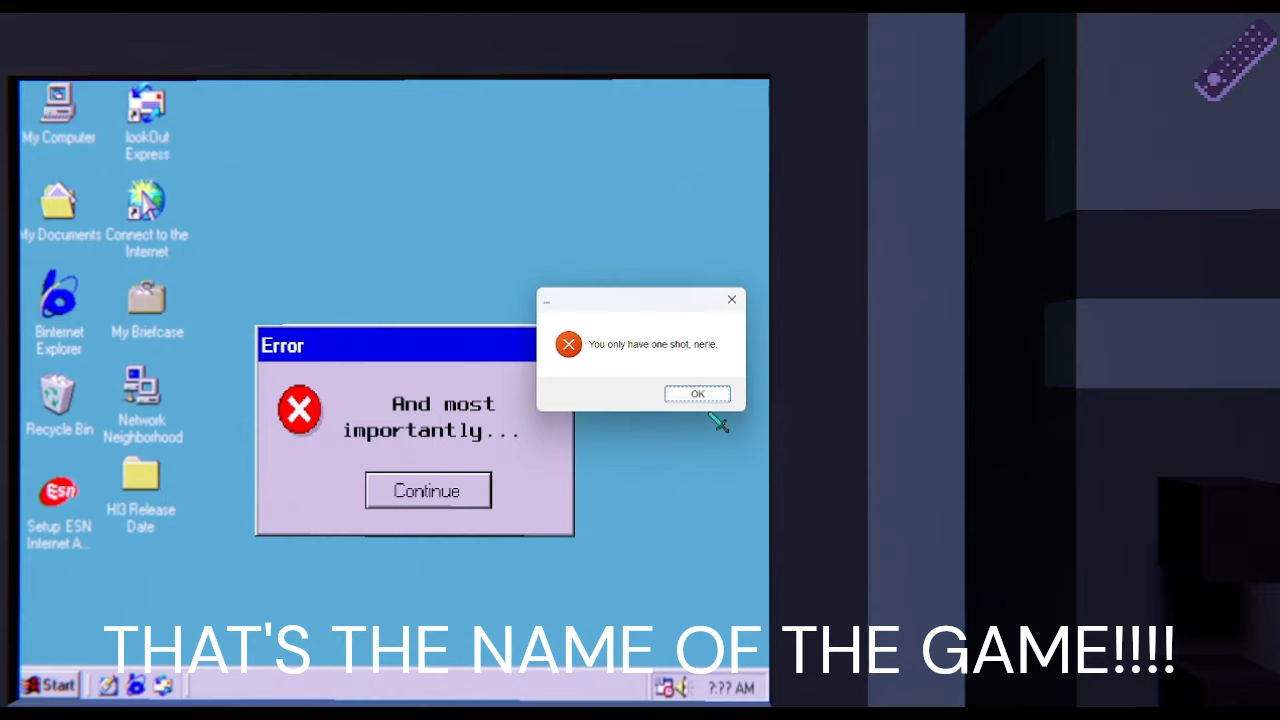 My Computer
lookOut
Express
My Documents
Connect to the
Internet
Binternet
Explorer
My Briefcase
Recycle Bin
Network
Neighborhood
Esn
Setup ESN
Internet A...
HI3 Release
Date
Error
And most
importantly...
Continue
...
You only have one shot, nerie.
OK
THAT'S THE NAME OF THE GAME!!!!
Start
?:?? AM